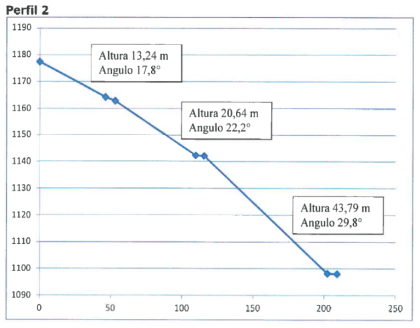 Perfil 2
1190
1180
1170
1160
1150
1140
1130
1120
1110
1100
1090
Altura 13,24 m
Angulo 17,8°
Altura 20,64 m
Angulo 22,2°
Altura 43,79 m
Angulo 29,8°
0 50 100 150 200 250